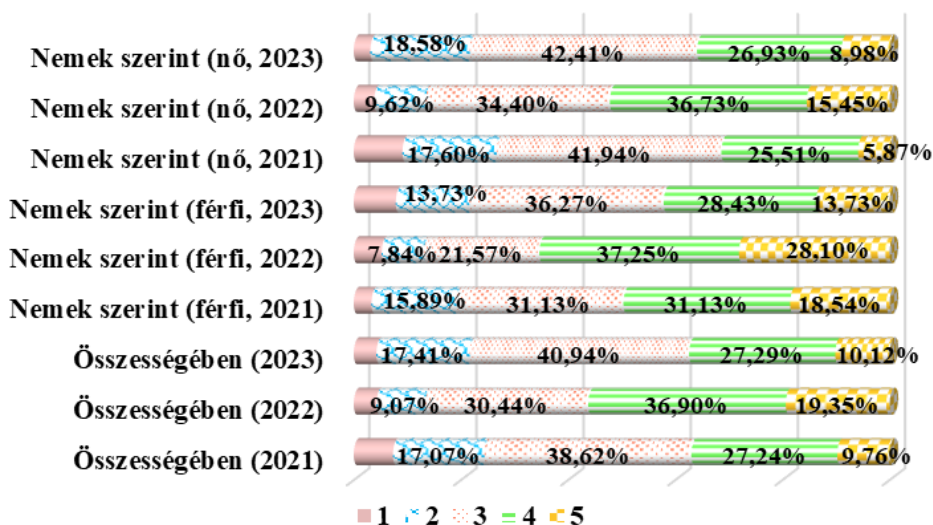 Nemek szerint (nő, 2023)
18,58% 42,41% 26,93% 8,98%
Nemek szerint (nő, 2022)
9,62% 34,40% 36,73% 15,45%
Nemek szerint (nő, 2021)
17,60% 41,94% 25,51% 5,87%
Nemek szerint (férfi, 2023)
13,73% 36,27% 28,43% 13,73%
Nemek szerint (férfi, 2022)
7,84% 21,57% 37,25% 28,10%
Nemek szerint (férfi, 2021)
15,89% 31,13% 31,13% 18,54%
Összességében (2023)
17,41% 40,94% 27,29% 10,12%
Összességében (2022)
9,07% 30,44% 36,90% 19,35%
Összességében (2021)
17,07% 38,62% 27,24% 9,76%
1 2 3 4 5